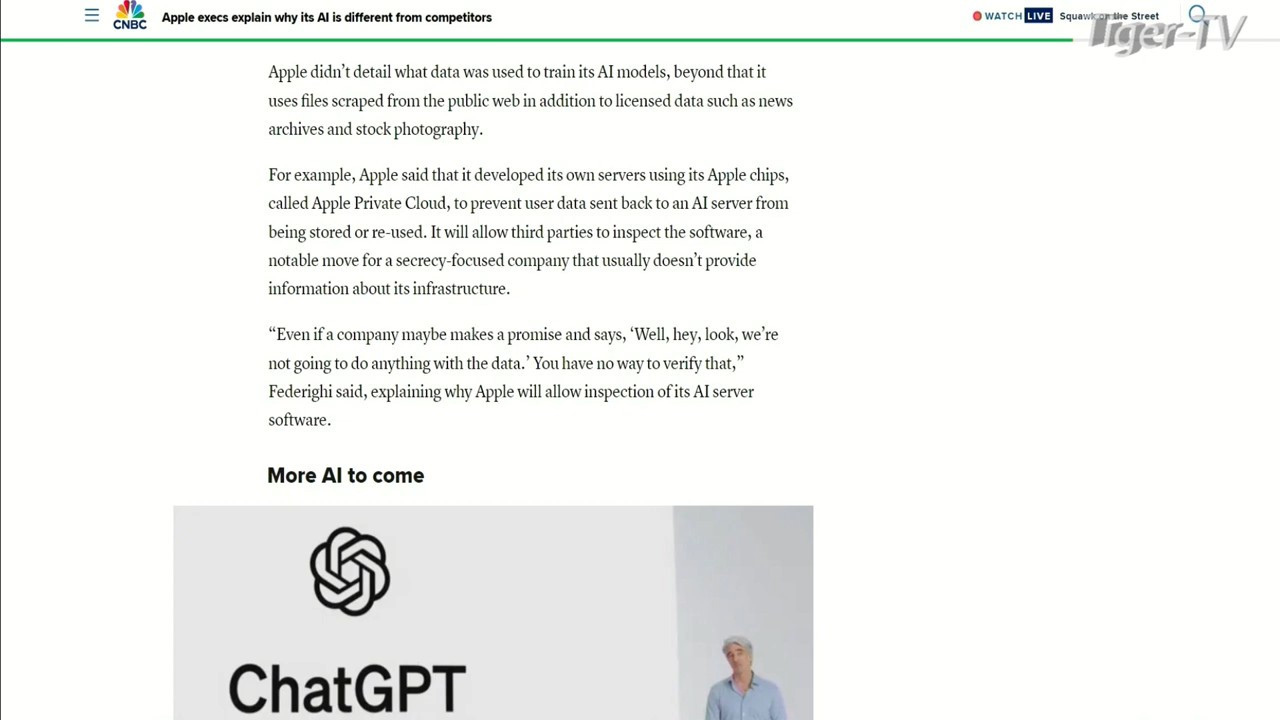 CNBC
Apple execs explain why its AI is different from competitors
WATCH LIVE Squawk on the Street
Tiger-TV
Apple didn’t detail what data was used to train its AI models, beyond that it
uses files scraped from the public web in addition to licensed data such as news
archives and stock photography.
For example, Apple said that it developed its own servers using its Apple chips,
called Apple Private Cloud, to prevent user data sent back to an AI server from
being stored or re-used. It will allow third parties to inspect the software, a
notable move for a secrecy-focused company that usually doesn’t provide
information about its infrastructure.
“Even if a company maybe makes a promise and says, ‘Well, hey, look, we’re
not going to do anything with the data.’ You have no way to verify that,”
Federighi said, explaining why Apple will allow inspection of its AI server
software.
More AI to come
ChatGPT